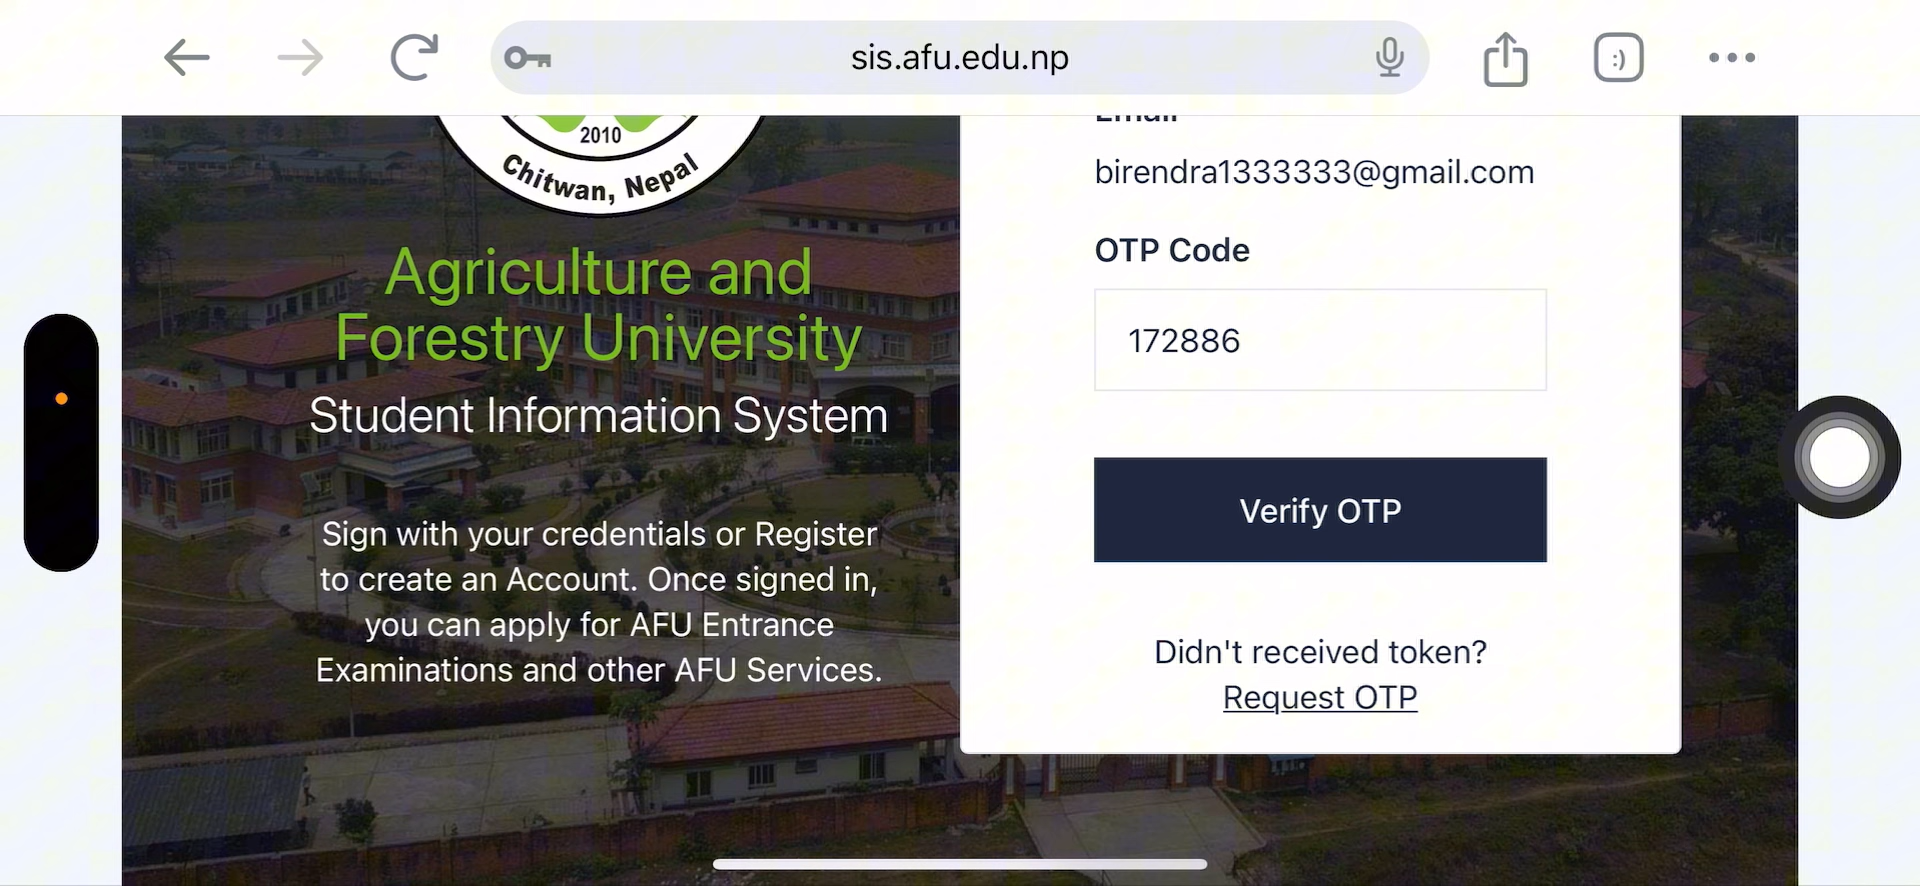 sis.afu.edu.np
2010
Chitwan, Nepal
Agriculture and
Forestry University
Student Information System
Sign with your credentials or Register
to create an Account. Once signed in,
you can apply for AFU Entrance
Examinations and other AFU Services.
Email
birendra1333333@gmail.com
OTP Code
172886
Verify OTP
Didn't received token?
Request OTP